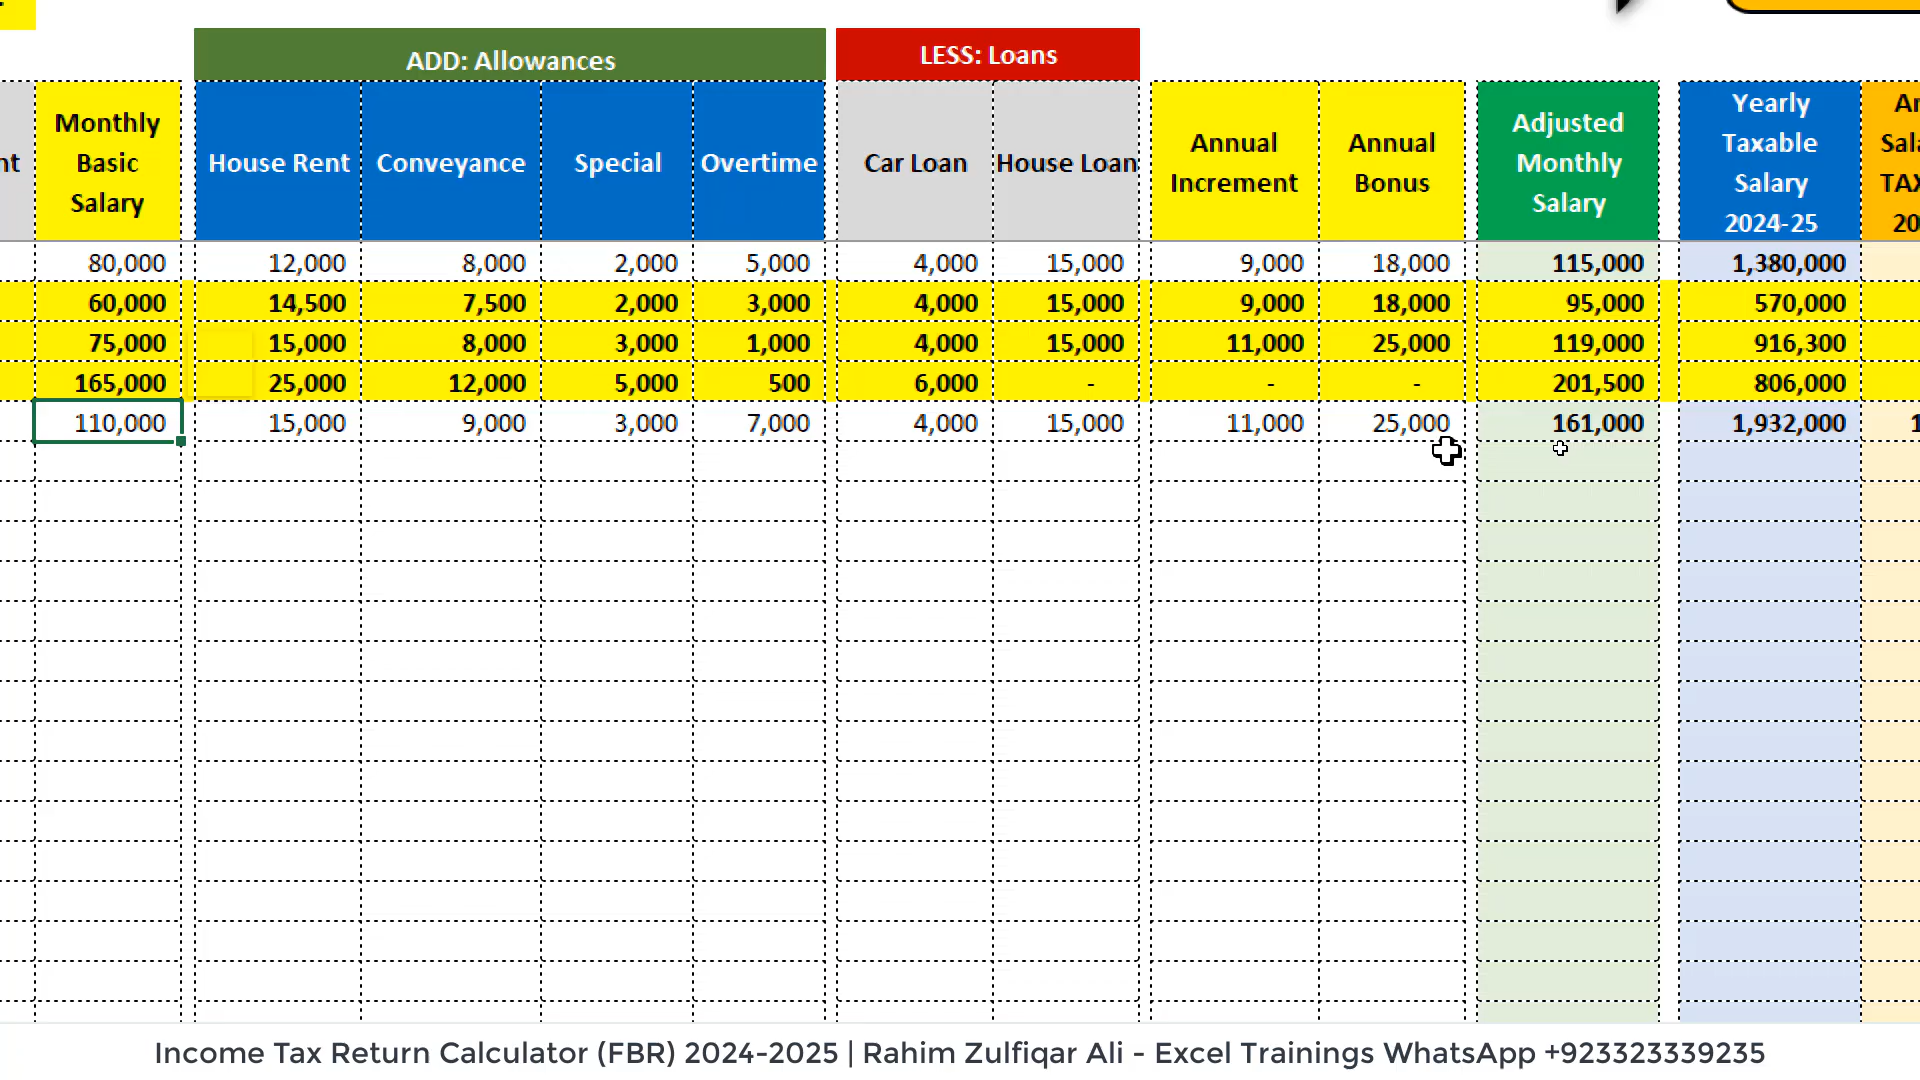 ADD: Allowances
LESS: Loans
nt
Monthly Basic Salary
House Rent
Conveyance
Special
Overtime
Car Loan
House Loan
Annual Increment
Annual Bonus
Adjusted Monthly Salary
Yearly Taxable Salary 2024-25
80,000 12,000 8,000 2,000 5,000 4,000 15,000 9,000 18,000 115,000 1,380,000
60,000 14,500 7,500 2,000 3,000 4,000 15,000 9,000 18,000 95,000 570,000
75,000 15,000 8,000 3,000 1,000 4,000 15,000 11,000 25,000 119,000 916,300
165,000 25,000 12,000 5,000 500 6,000 - - - 201,500 806,000
110,000 15,000 9,000 3,000 7,000 4,000 15,000 11,000 25,000 161,000 1,932,000
Income Tax Return Calculator (FBR) 2024-2025 | Rahim Zulfiqar Ali - Excel Trainings WhatsApp +923323339235